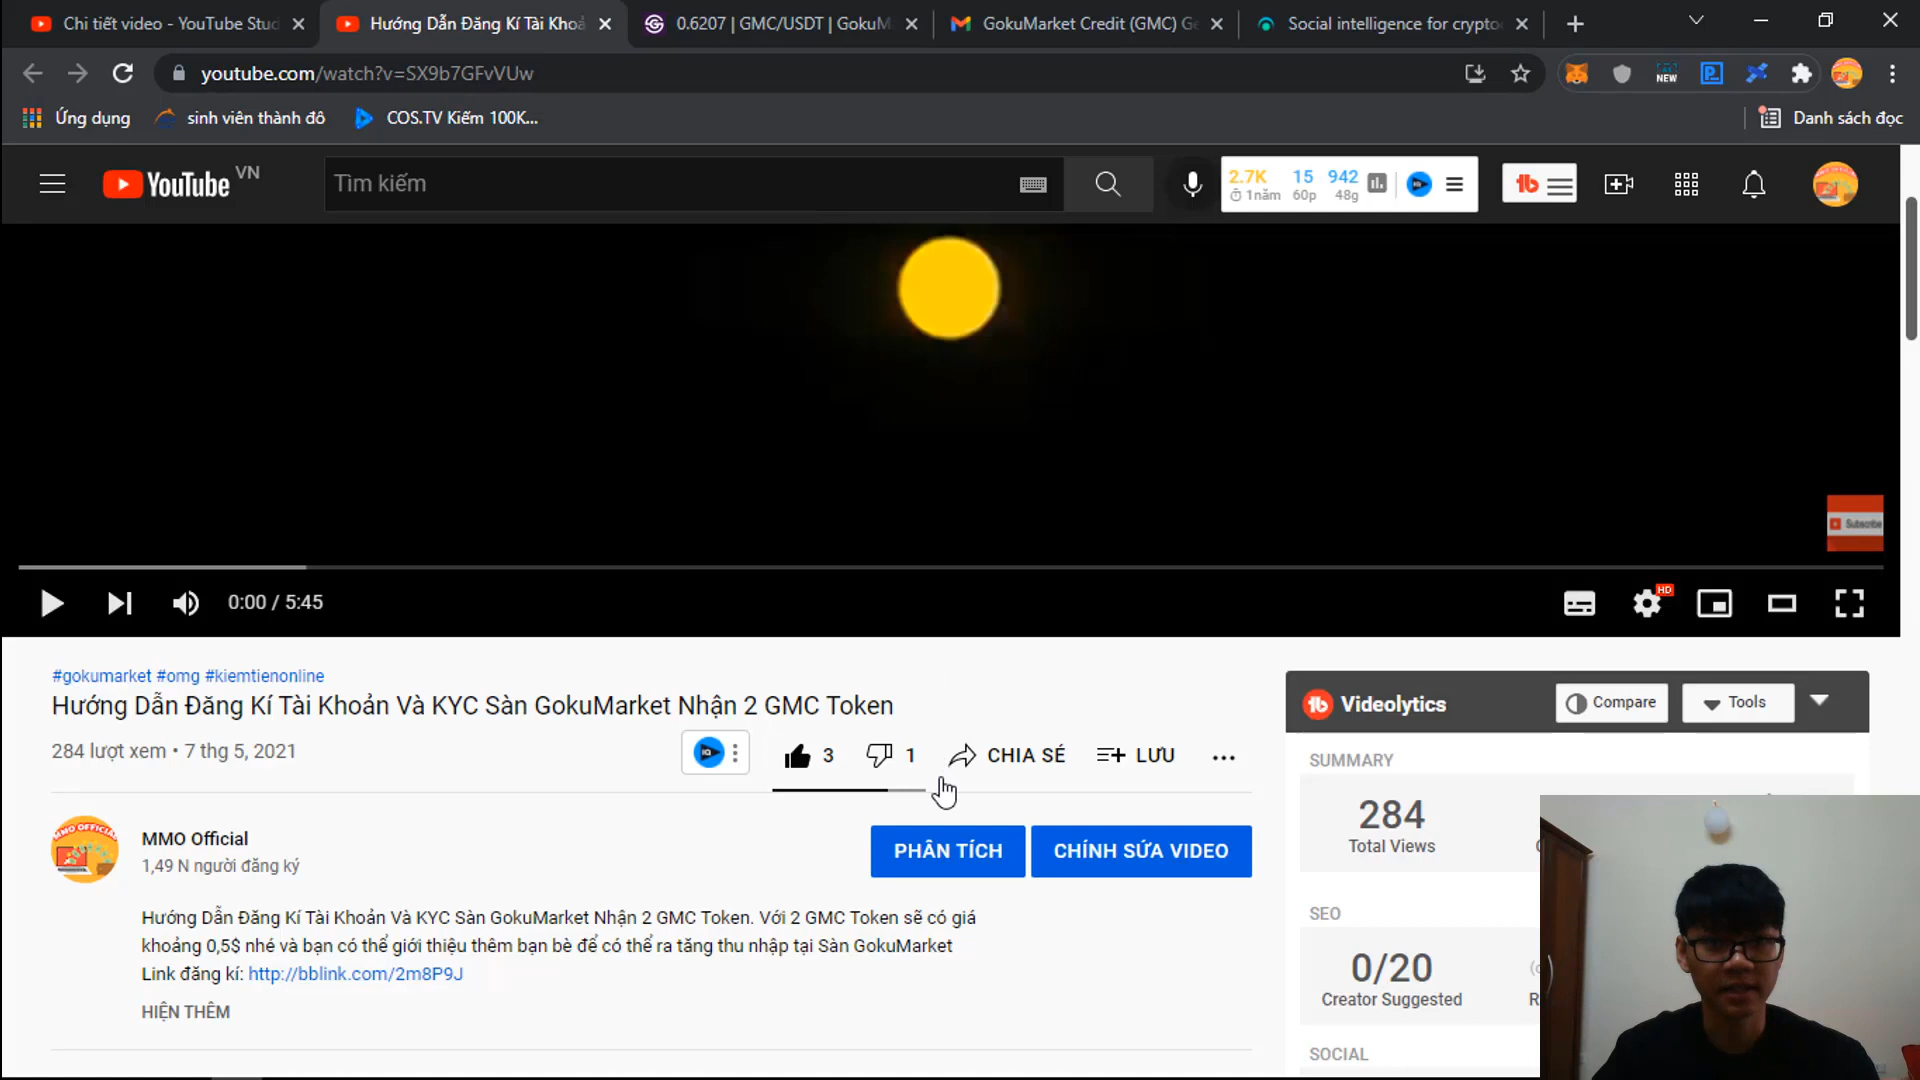 Chi tiết video - YouTube Stud
Hướng Dẫn Đăng Kí Tài Khoả
0.6207 | GMC/USDT | GokuM
GokuMarket Credit (GMC) Ge
Social intelligence for crypto
youtube.com/watch?v=SX9b7GFvVUw
NEW
Ứng dụng
sinh viên thành đô
COS.TV Kiếm 100K...
Danh sách đọc
YouTube VN
Tìm kiếm
2.7K 15 942
1năm 60p 48g
Subscribe
0:00 / 5:45
HD
#gokumarket #omg #kiemtienonline
Hướng Dẫn Đăng Kí Tài Khoản Và KYC Sàn GokuMarket Nhận 2 GMC Token
284 lượt xem • 7 thg 5, 2021
3
1
CHIA SẺ
LƯU
MMO OFFICIAL
MMO Official
1,49 N người đăng ký
PHÂN TÍCH
CHỈNH SỬA VIDEO
Hướng Dẫn Đăng Kí Tài Khoản Và KYC Sàn GokuMarket Nhận 2 GMC Token. Với 2 GMC Token sẽ có giá
khoảng 0,5$ nhé và bạn có thể giới thiệu thêm bạn bè để có thể ra tăng thu nhập tại Sàn GokuMarket
Link đăng kí: http://bblink.com/2m8P9J
HIỆN THÊM
Videolytics
Compare
Tools
SUMMARY
284
Total Views
SEO
0/20
Creator Suggested
SOCIAL